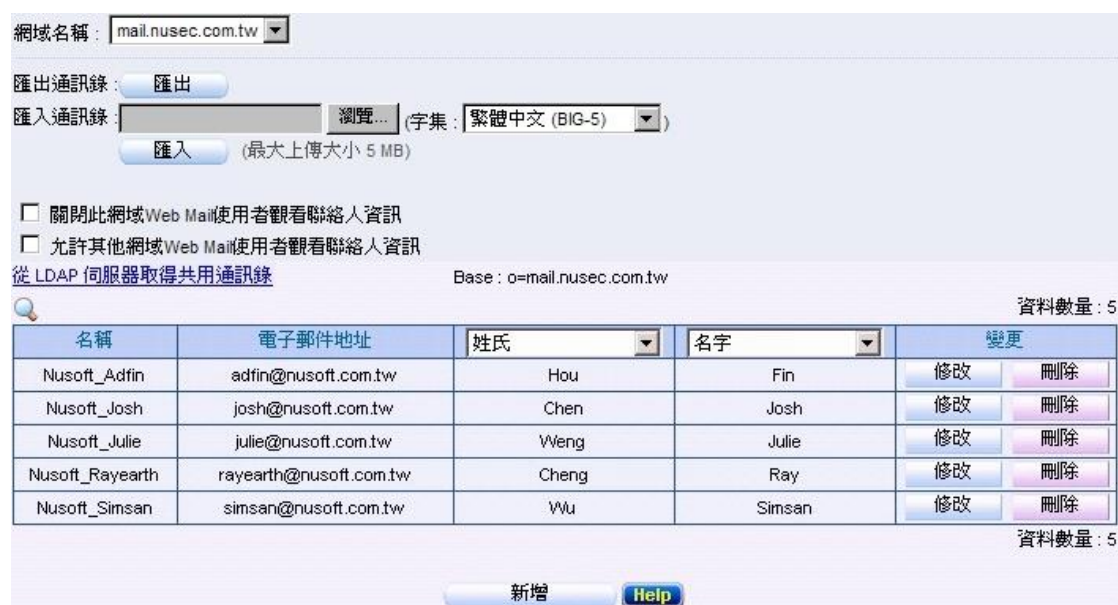 網域名稱 : mail.nusec.com.tw
匯出通訊錄 : 匯出
匯入通訊錄 : 瀏覽... (字集 : 繁體中文 (BIG-5) )
匯入 (最大上傳大小 5 MB)
關閉此網域Web Mail使用者觀看聯絡人資訊
允許其他網域Web Mail使用者觀看聯絡人資訊
從 LDAP 伺服器取得共用通訊錄 Base : o=mail.nusec.com.tw
資料數量 : 5
名稱 電子郵件地址 姓氏 名字 變更
Nusoft_Adfin adfin@nusoft.com.tw Hou Fin 修改 刪除
Nusoft_Josh josh@nusoft.com.tw Chen Josh 修改 刪除
Nusoft_Julie julie@nusoft.com.tw Weng Julie 修改 刪除
Nusoft_Rayearth rayearth@nusoft.com.tw Cheng Ray 修改 刪除
Nusoft_Simsan simsan@nusoft.com.tw Wu Simsan 修改 刪除
資料數量 : 5
新增 Help